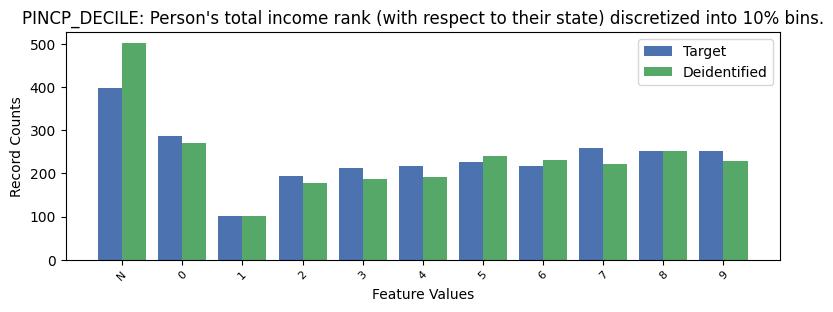 PINCP_DECILE: Person's total income rank (with respect to their state) discretized into 10% bins.
500
400
300
200
100
0
Record Counts
Target
Deidentified
N 0 1 2 3 4 5 6 7 8 9
Feature Values